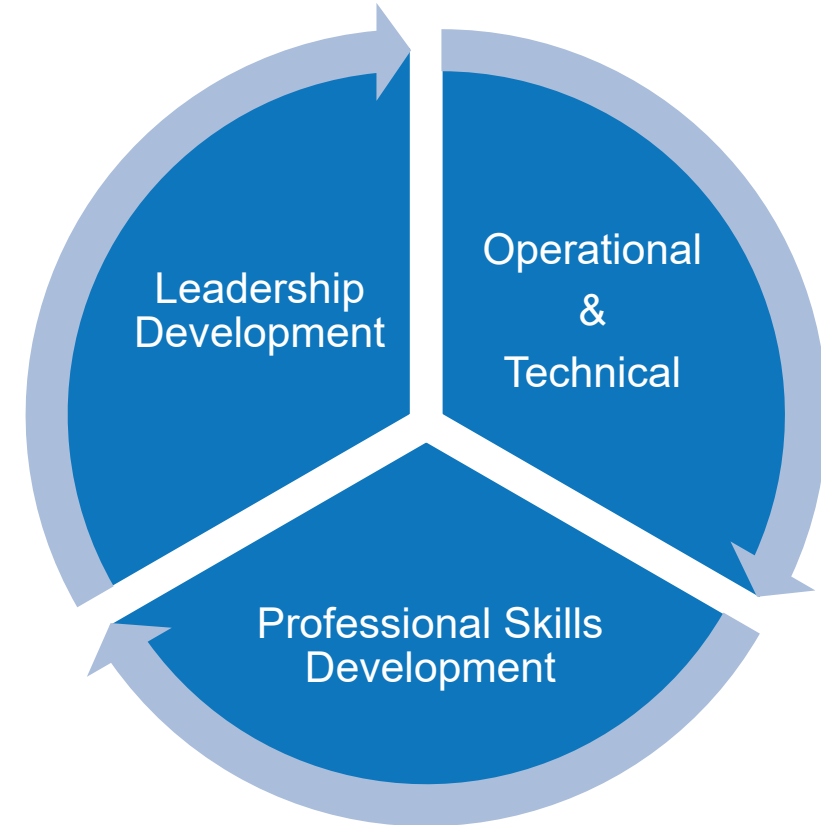 Leadership
Development
Operational
&
Technical
Professional Skills
Development